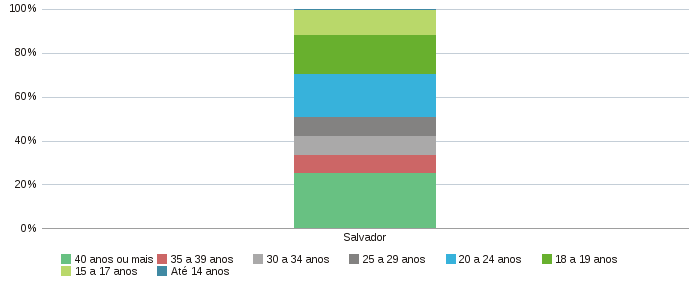 100%
80%
60%
40%
20%
0%
Salvador
40 anos ou mais 35 a 39 anos 30 a 34 anos 25 a 29 anos 20 a 24 anos 18 a 19 anos
15 a 17 anos Até 14 anos